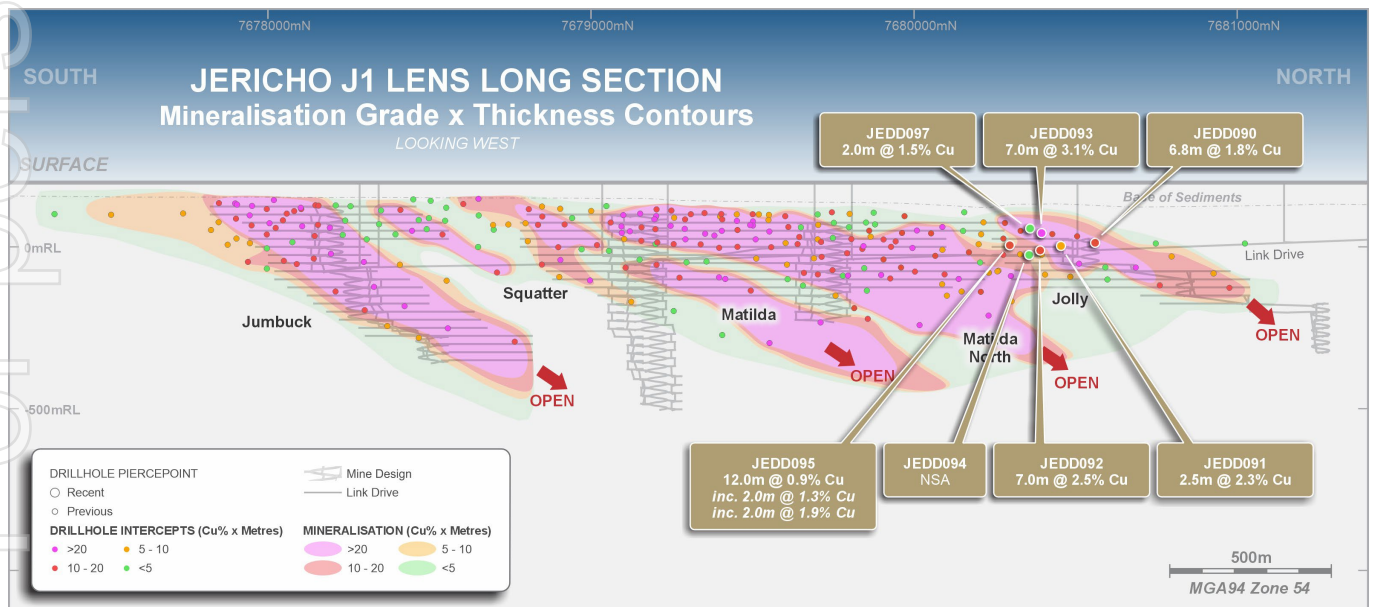 7678000mN
7679000mN
7680000mN
7681000mN
SOUTH
NORTH
JERICHO J1 LENS LONG SECTION
Mineralisation Grade x Thickness Contours
LOOKING WEST
JEDD097
2.0m @ 1.5% Cu
JEDD093
7.0m @ 3.1% Cu
JEDD090
6.8m @ 1.8% Cu
SURFACE
Base of Sediments
0mRL
Link Drive
Squatter
Jumbuck
Matilda
Matilda
North
Jolly
OPEN
OPEN
OPEN
OPEN
-500mRL
JEDD095
12.0m @ 0.9% Cu
inc. 2.0m @ 1.3% Cu
inc. 2.0m @ 1.9% Cu
JEDD094
NSA
JEDD092
7.0m @ 2.5% Cu
JEDD091
2.5m @ 2.3% Cu
DRILLHOLE PIERCEPOINT
Recent
Previous
Mine Design
Link Drive
DRILLHOLE INTERCEPTS (Cu% x Metres)
>20
5 - 10
10 - 20
<5
MINERALISATION (Cu% x Metres)
>20
5 - 10
10 - 20
<5
500m
MGA94 Zone 54